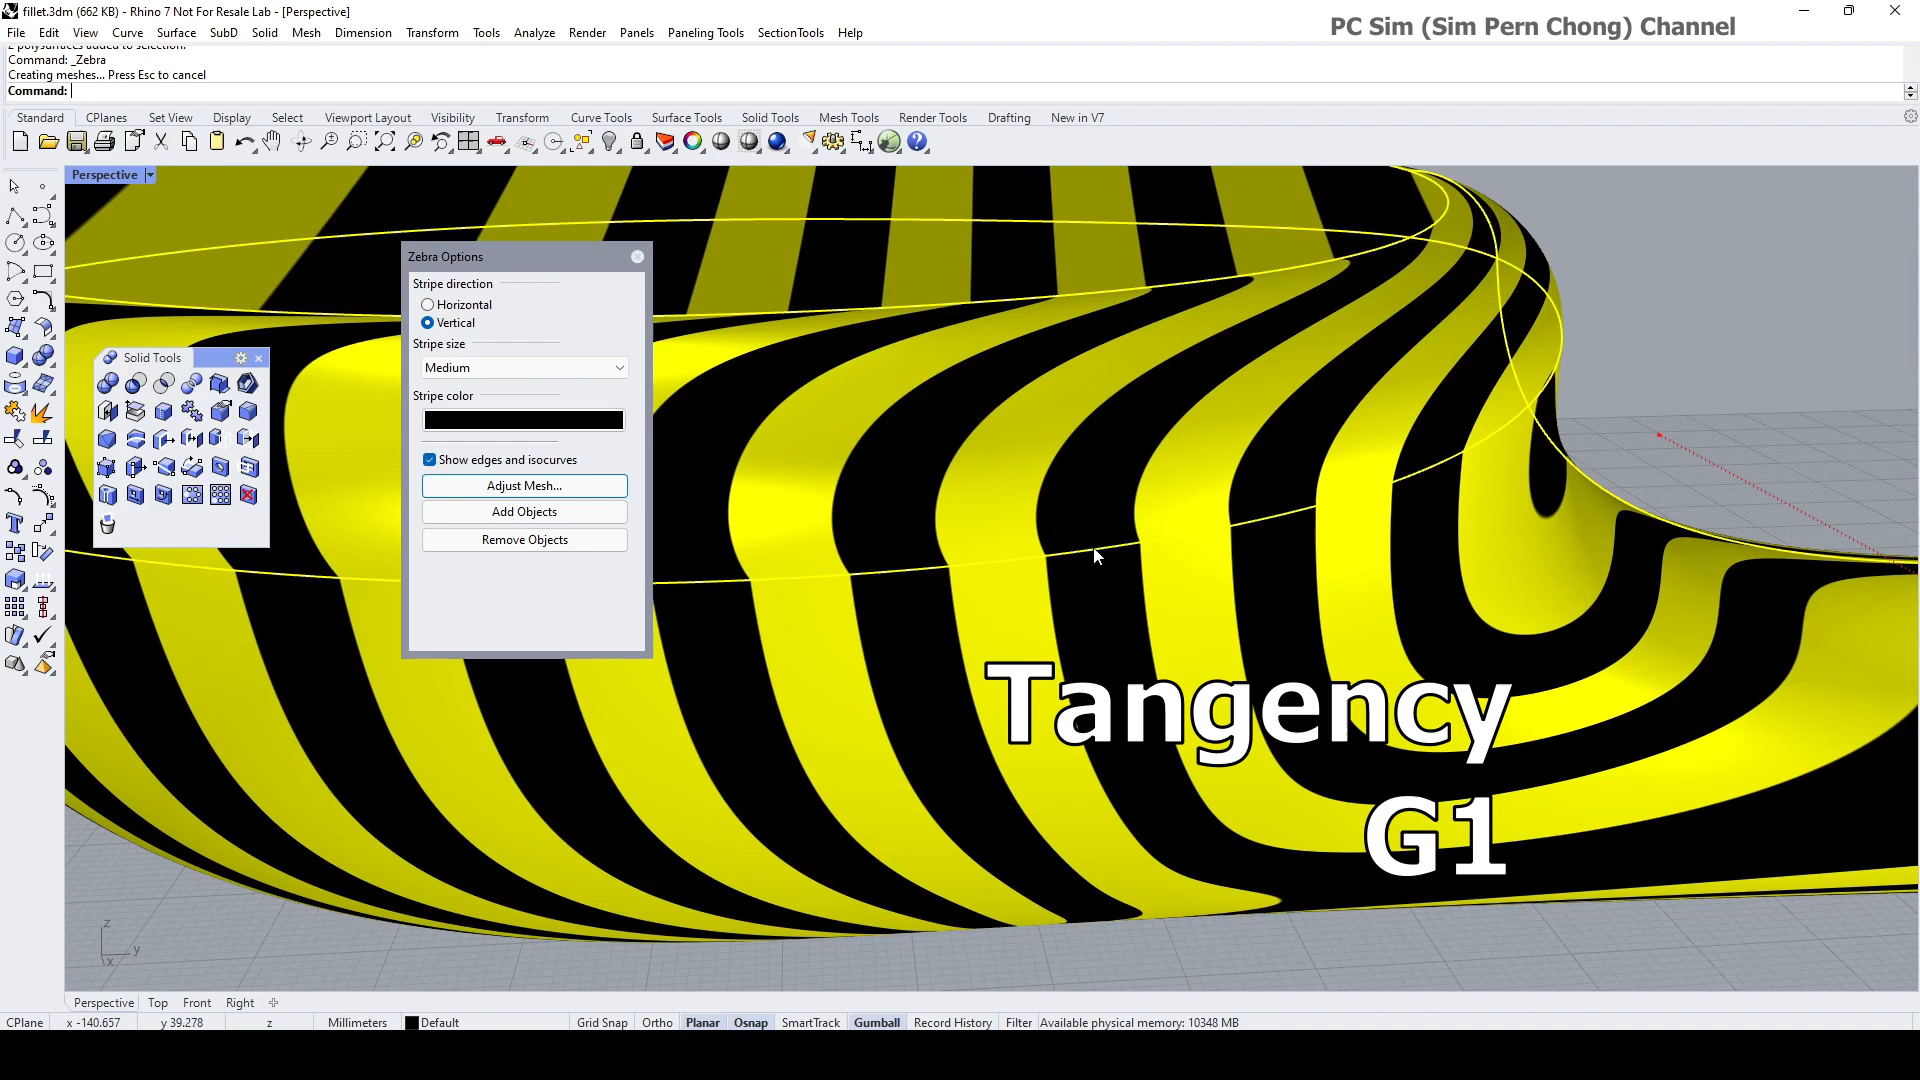 fillet.3dm (662 KB) - Rhino 7 Not For Resale Lab - [Perspective]
PC Sim (Sim Pern Chong) Channel
File Edit View Curve Surface SubD Solid Mesh Dimension Transform Tools Analyze Render Panels Paneling Tools SectionTools Help
2 polysurfaces added to selection.
Command: _Zebra
Creating meshes... Press Esc to cancel
Command:
Standard CPlanes Set View Display Select Viewport Layout Visibility Transform Curve Tools Surface Tools Solid Tools Mesh Tools Render Tools Drafting New in V7
Perspective
Zebra Options
Stripe direction
Horizontal
Vertical
Stripe size
Medium
Stripe color
Show edges and isocurves
Adjust Mesh...
Add Objects
Remove Objects
Solid Tools
Tangency
G1
z
y
x
Perspective Top Front Right
CPlane x -140.657 y 39.278 z Millimeters Default Grid Snap Ortho Planar Osnap SmartTrack Gumball Record History Filter Available physical memory: 10348 MB